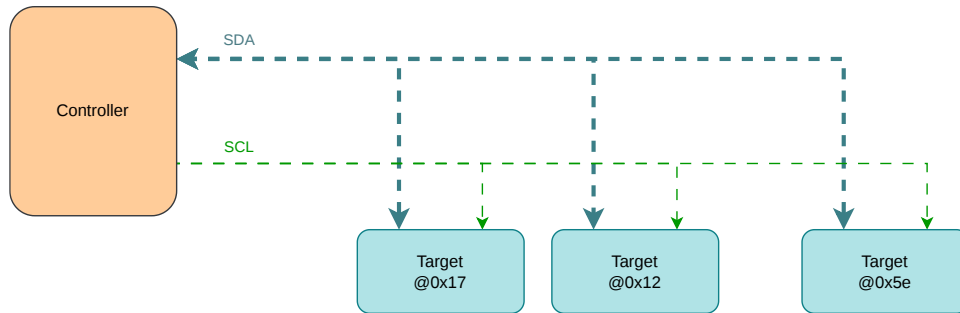 SDA
Controller
SCL
Target
@0x17
Target
@0x12
Target
@0x5e